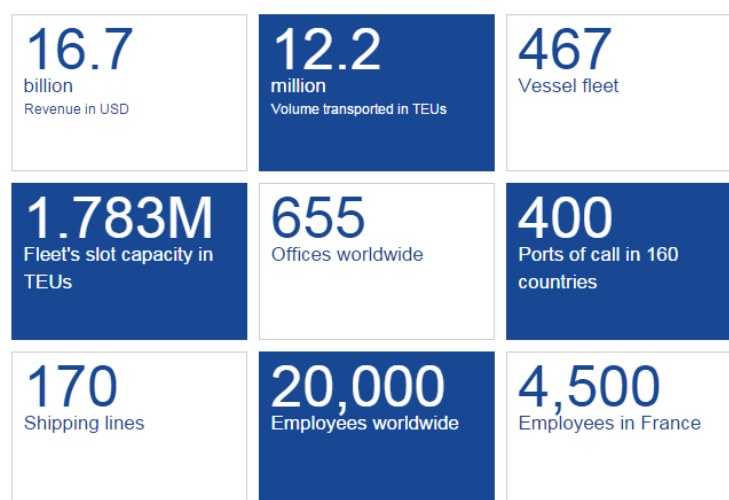 16.7
billion
Revenue in USD
12.2
million
Volume transported in TEUs
467
Vessel fleet
1.783M
Fleet's slot capacity in
TEUs
655
Offices worldwide
400
Ports of call in 160
countries
170
Shipping lines
20,000
Employees worldwide
4,500
Employees in France